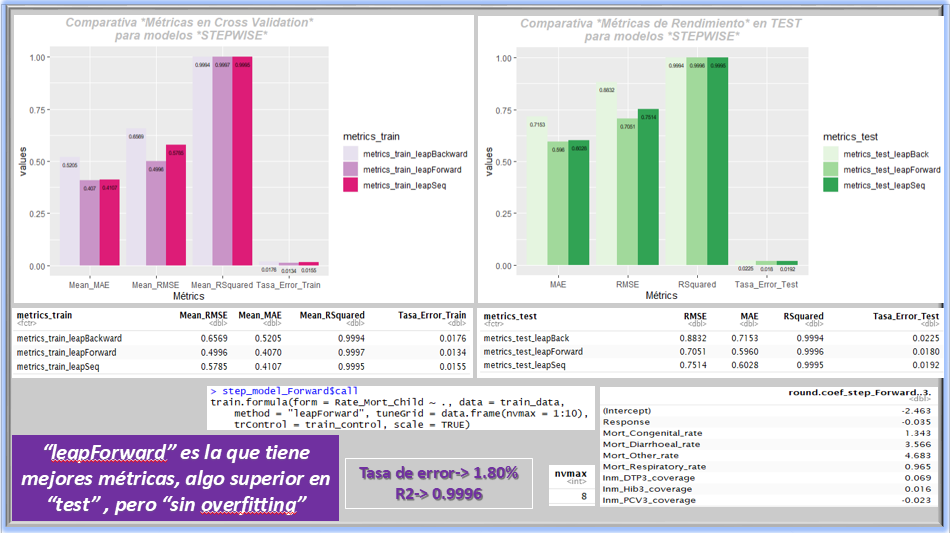 Comparativa *Métricas en Cross Validation*
para modelos *STEPWISE*
values
1.00
0.75
0.50
0.25
0.00
0.5205
0.407
0.4107
0.6569
0.4996
0.5785
0.9994
0.9997
0.9995
0.0176
0.0134
0.0155
Mean_MAE
Mean_RMSE
Mean_RSquared
Tasa_Error_Train
Métrics
metrics_train
metrics_train_leapBackward
metrics_train_leapForward
metrics_train_leapSeq
Comparativa *Métricas de Rendimiento* en TEST
para modelos *STEPWISE*
values
1.00
0.75
0.50
0.25
0.00
0.7153
0.596
0.6028
0.8832
0.7051
0.7514
0.9994
0.9996
0.9995
0.0225
0.018
0.0192
MAE
RMSE
RSquared
Tasa_Error_Test
Métrics
metrics_test
metrics_test_leapBack
metrics_test_leapForward
metrics_test_leapSeq
metrics_train Mean_RMSE Mean_MAE Mean_RSquared Tasa_Error_Train
<fctr> <dbl> <dbl> <dbl> <dbl>
metrics_train_leapBackward 0.6569 0.5205 0.9994 0.0176
metrics_train_leapForward 0.4996 0.4070 0.9997 0.0134
metrics_train_leapSeq 0.5785 0.4107 0.9995 0.0155
metrics_test RMSE MAE RSquared Tasa_Error_Test
<fctr> <dbl> <dbl> <dbl> <dbl>
metrics_test_leapBack 0.8832 0.7153 0.9994 0.0225
metrics_test_leapForward 0.7051 0.5960 0.9996 0.0180
metrics_test_leapSeq 0.7514 0.6028 0.9995 0.0192
> step_model_Forward$call
train.formula(form = Rate_Mort_Child ~ ., data = train_data,
method = "leapForward", tuneGrid = data.frame(nvmax = 1:10),
trControl = train_control, scale = TRUE)
round.coef_step_Forward..3.
<dbl>
(Intercept) -2.463
Response -0.035
Mort_Congenital_rate 1.343
Mort_Diarrhoeal_rate 3.566
Mort_Other_rate 4.683
Mort_Respiratory_rate 0.965
Inm_DTP3_coverage 0.069
Inm_Hib3_coverage 0.016
Inm_PCV3_coverage -0.023
“leapForward” es la que tiene
mejores métricas, algo superior en
“test” , pero “sin overfitting”
Tasa de error-> 1.80%
R2-> 0.9996
nvmax
<int>
8